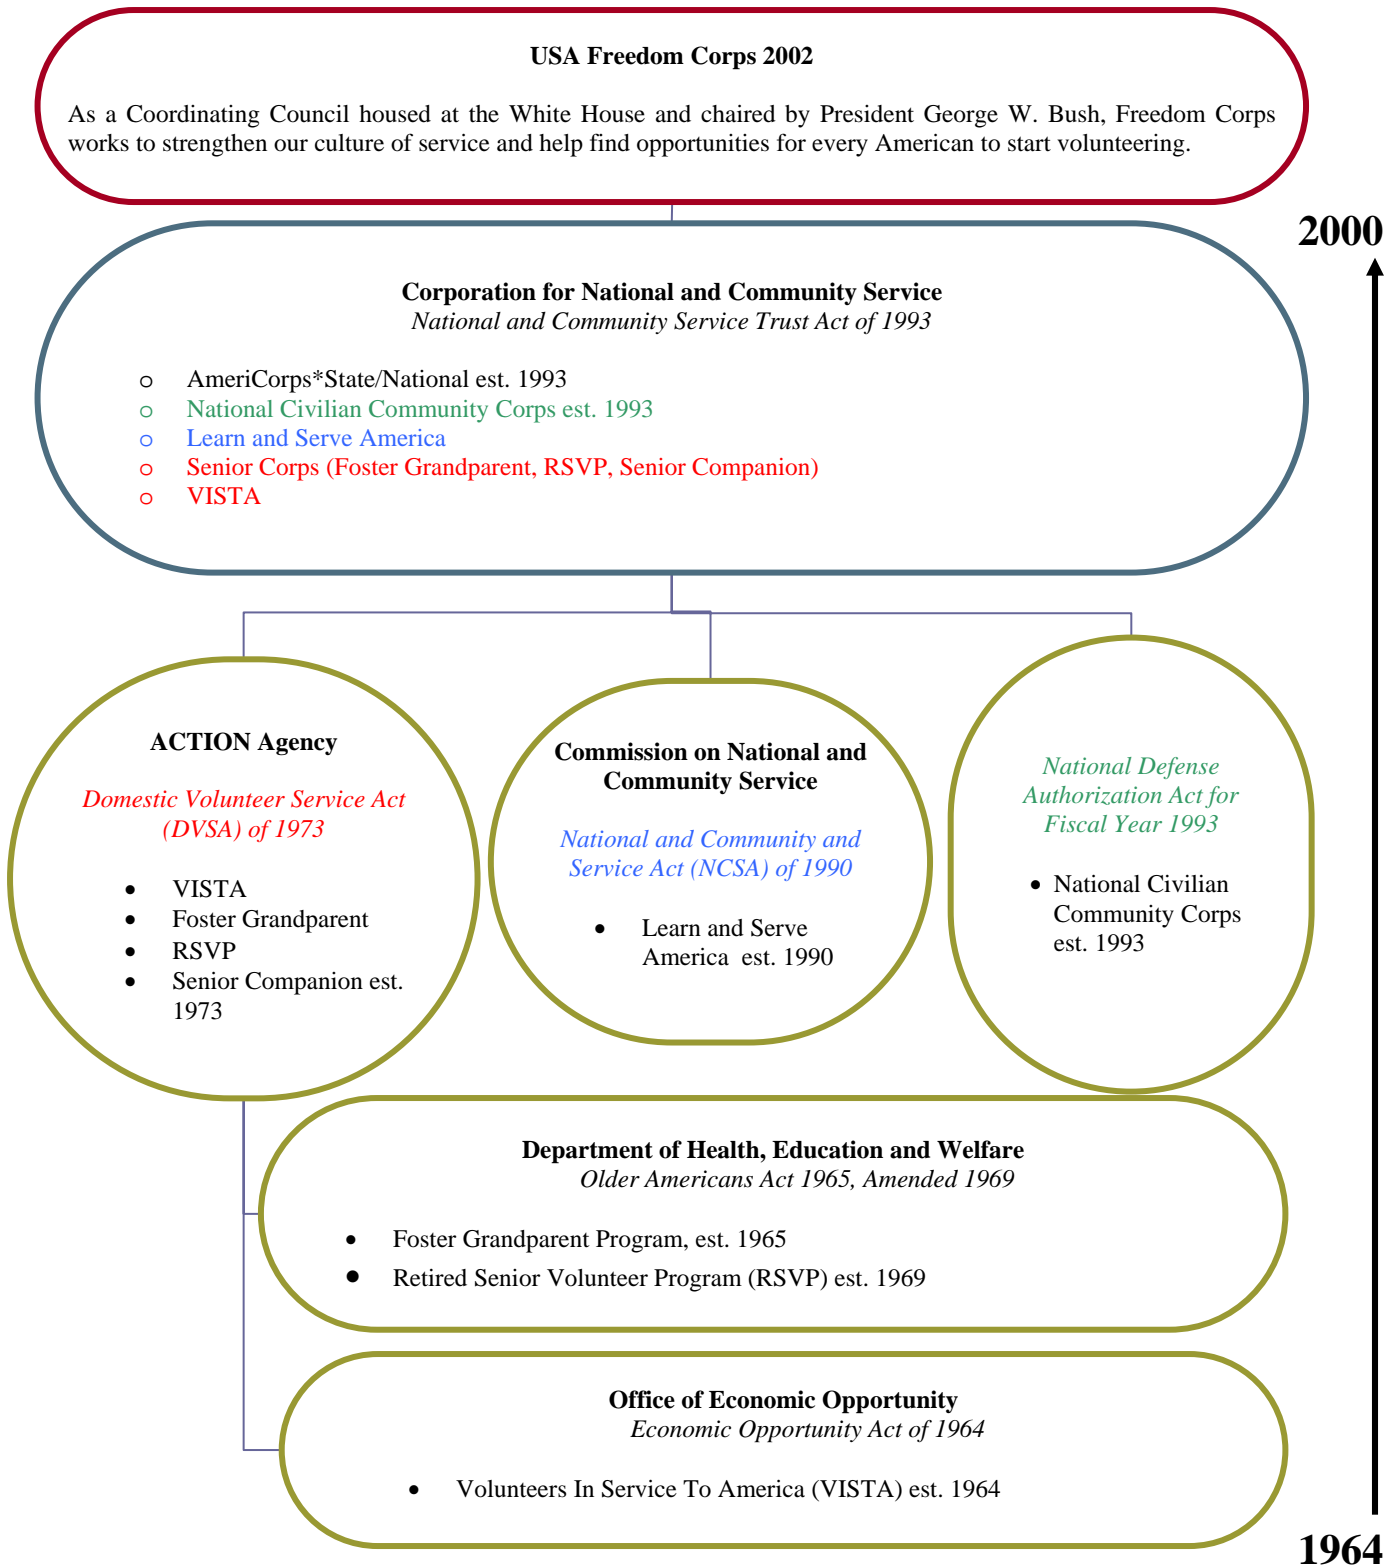 USA Freedom Corps 2002
As a Coordinating Council housed at the White House and chaired by President George W. Bush, Freedom Corps
works to strengthen our culture of service and help find opportunities for every American to start volunteering.
2000
Corporation for National and Community Service
National and Community Service Trust Act of 1993
o AmeriCorps*State/National est. 1993
o National Civilian Community Corps est. 1993
o Learn and Serve America
o Senior Corps (Foster Grandparent, RSVP, Senior Companion)
o VISTA
ACTION Agency
Domestic Volunteer Service Act
(DVSA) of 1973
• VISTA
• Foster Grandparent
• RSVP
• Senior Companion est.
1973
Commission on National and
Community Service
National and Community and
Service Act (NCSA) of 1990
• Learn and Serve
America  est. 1990
National Defense
Authorization Act for
Fiscal Year 1993
• National Civilian
Community Corps
est. 1993
Department of Health, Education and Welfare
Older Americans Act 1965, Amended 1969
• Foster Grandparent Program, est. 1965
• Retired Senior Volunteer Program (RSVP) est. 1969
Office of Economic Opportunity
Economic Opportunity Act of 1964
• Volunteers In Service To America (VISTA) est. 1964
1964